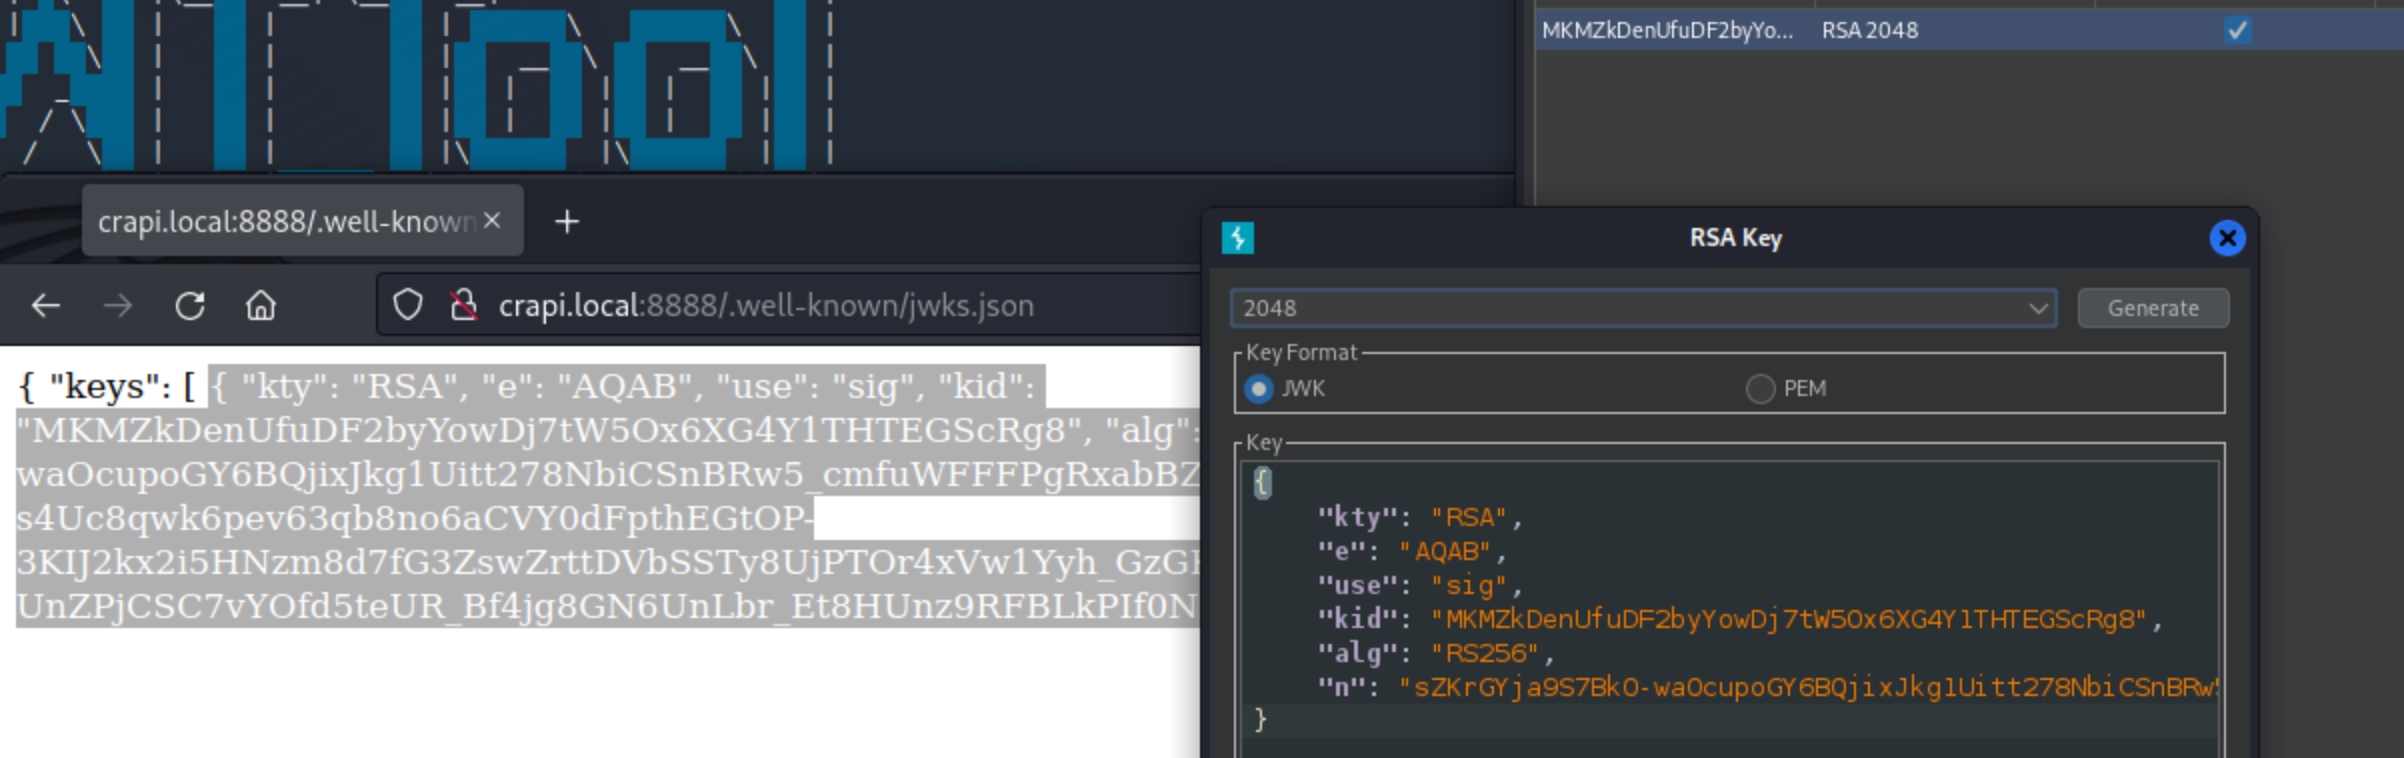 MKMZkDenUfuDF2byYo... RSA 2048
crapi.local:8888/.well-known
RSA Key
crapi.local:8888/.well-known/jwks.json
2048 Generate
Key Format
JWK PEM
{ "keys": [ { "kty": "RSA", "e": "AQAB", "use": "sig", "kid":
"MKMZkDenUfuDF2byYowDj7tW5Ox6XG4Y1THTEGScRg8", "alg":
waOcupoGY6BQjixJkg1Uitt278NbiCSnBRw5_cmfuWFFFPgRxabBZ
s4Uc8qwk6pev63qb8no6aCVY0dFpthEGtOP-
3KIJ2kx2i5HNzm8d7fG3ZswZrttDVbSSTy8UjPTOr4xVw1Yyh_GzG
UnZPjCSC7vYOfd5teUR_Bf4jg8GN6UnLbr_Et8HUnz9RFBLkPIf0N
Key
{
"kty": "RSA",
"e": "AQAB",
"use": "sig",
"kid": "MKMZkDenUfuDF2byYowDj7tW5Ox6XG4Y1THTEGScRg8",
"alg": "RS256",
"n": "sZKrGYja9S7BkO-waOcupoGY6BQjixJkg1Uitt278NbiCSnBRw
}